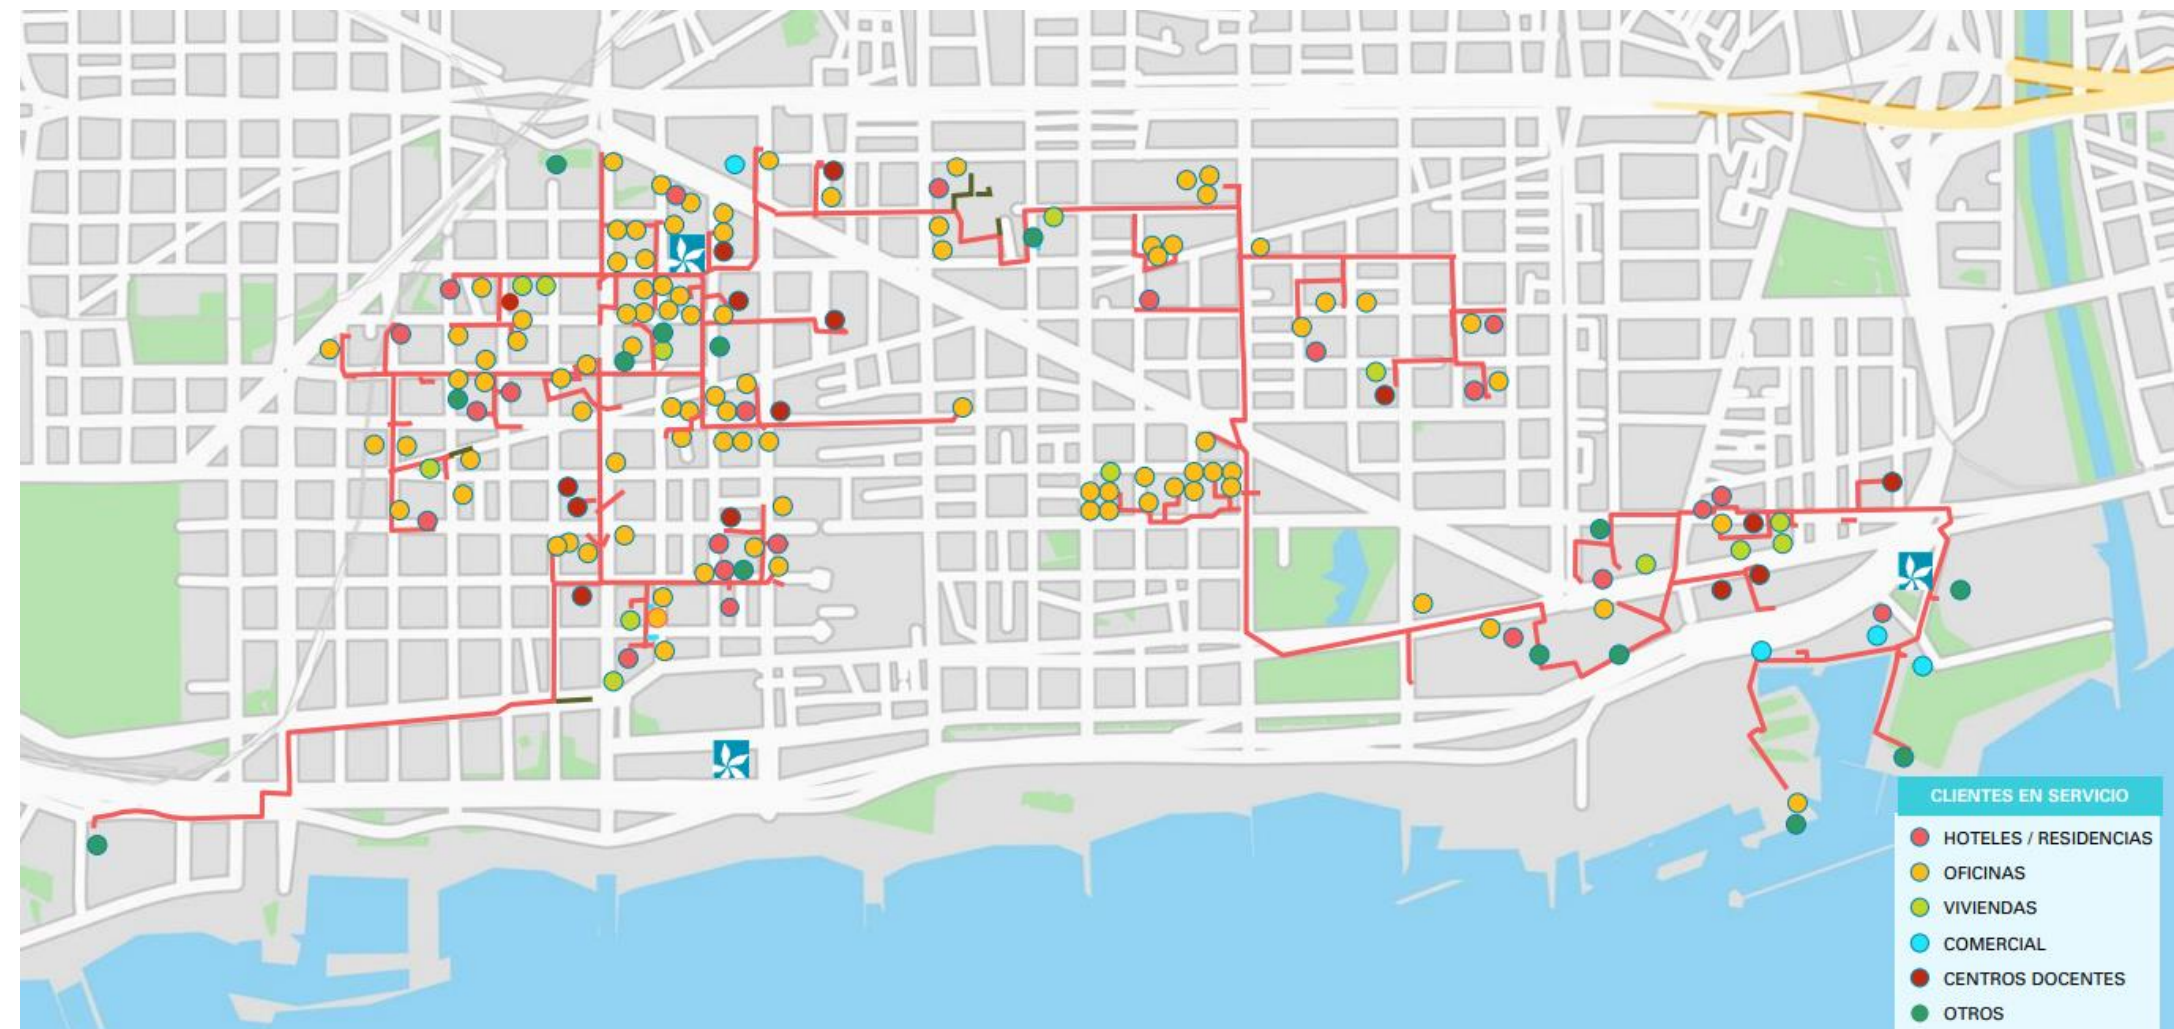 CLIENTES EN SERVICIO
HOTELES / RESIDENCIAS
OFICINAS
VIVIENDAS
COMERCIAL
CENTROS DOCENTES
OTROS